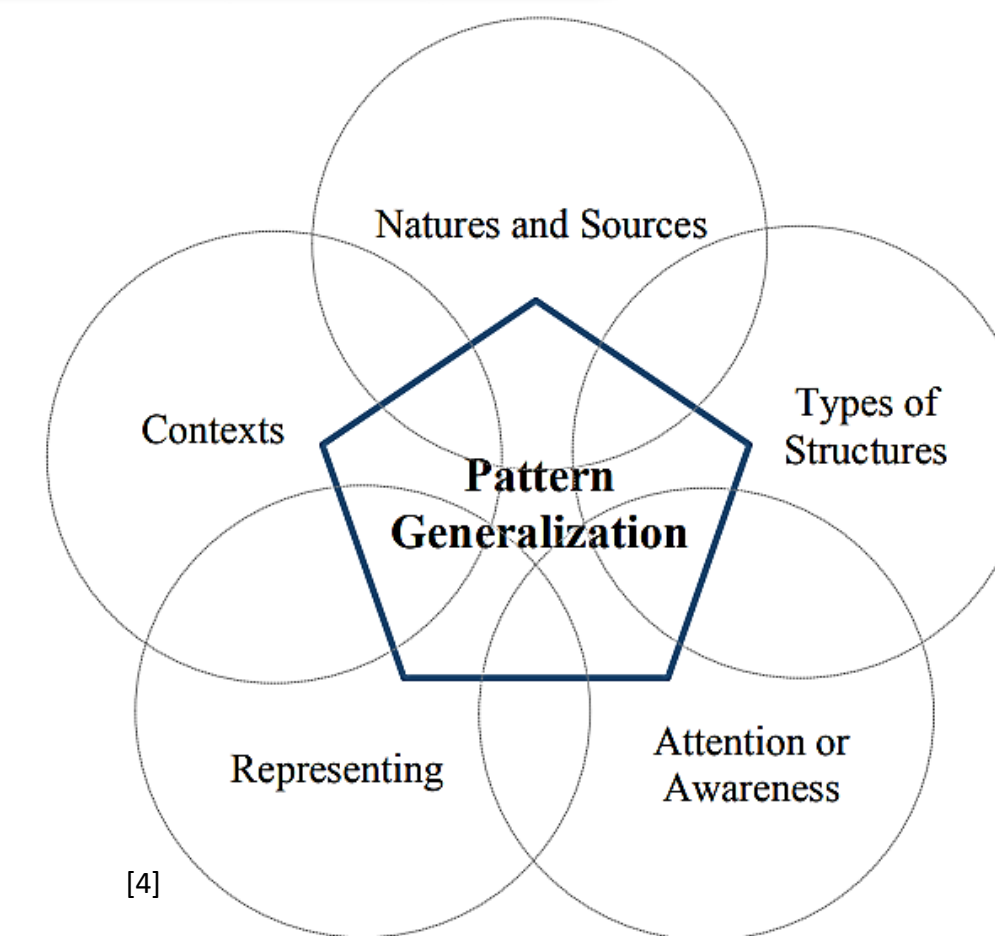 Natures and Sources
Types of
Structures
Contexts
Pattern
Generalization
Attention or
Awareness
Representing
[4]